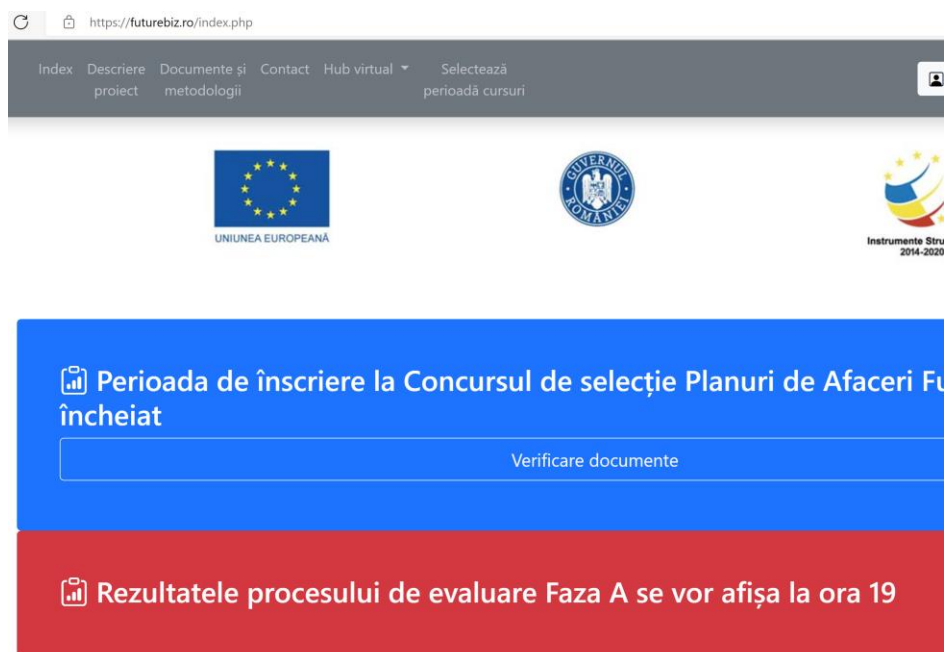 https://futurebiz.ro/index.php
Index Descriere proiect Documente și metodologii Contact Hub virtual Selectează perioadă cursuri
UNIUNEA EUROPEANĂ
GUVERNUL ROMÂNIEI
Instrumente Stru
2014-2020
Perioada de înscriere la Concursul de selecție Planuri de Afaceri Fu
încheiat
Verificare documente
Rezultatele procesului de evaluare Faza A se vor afișa la ora 19